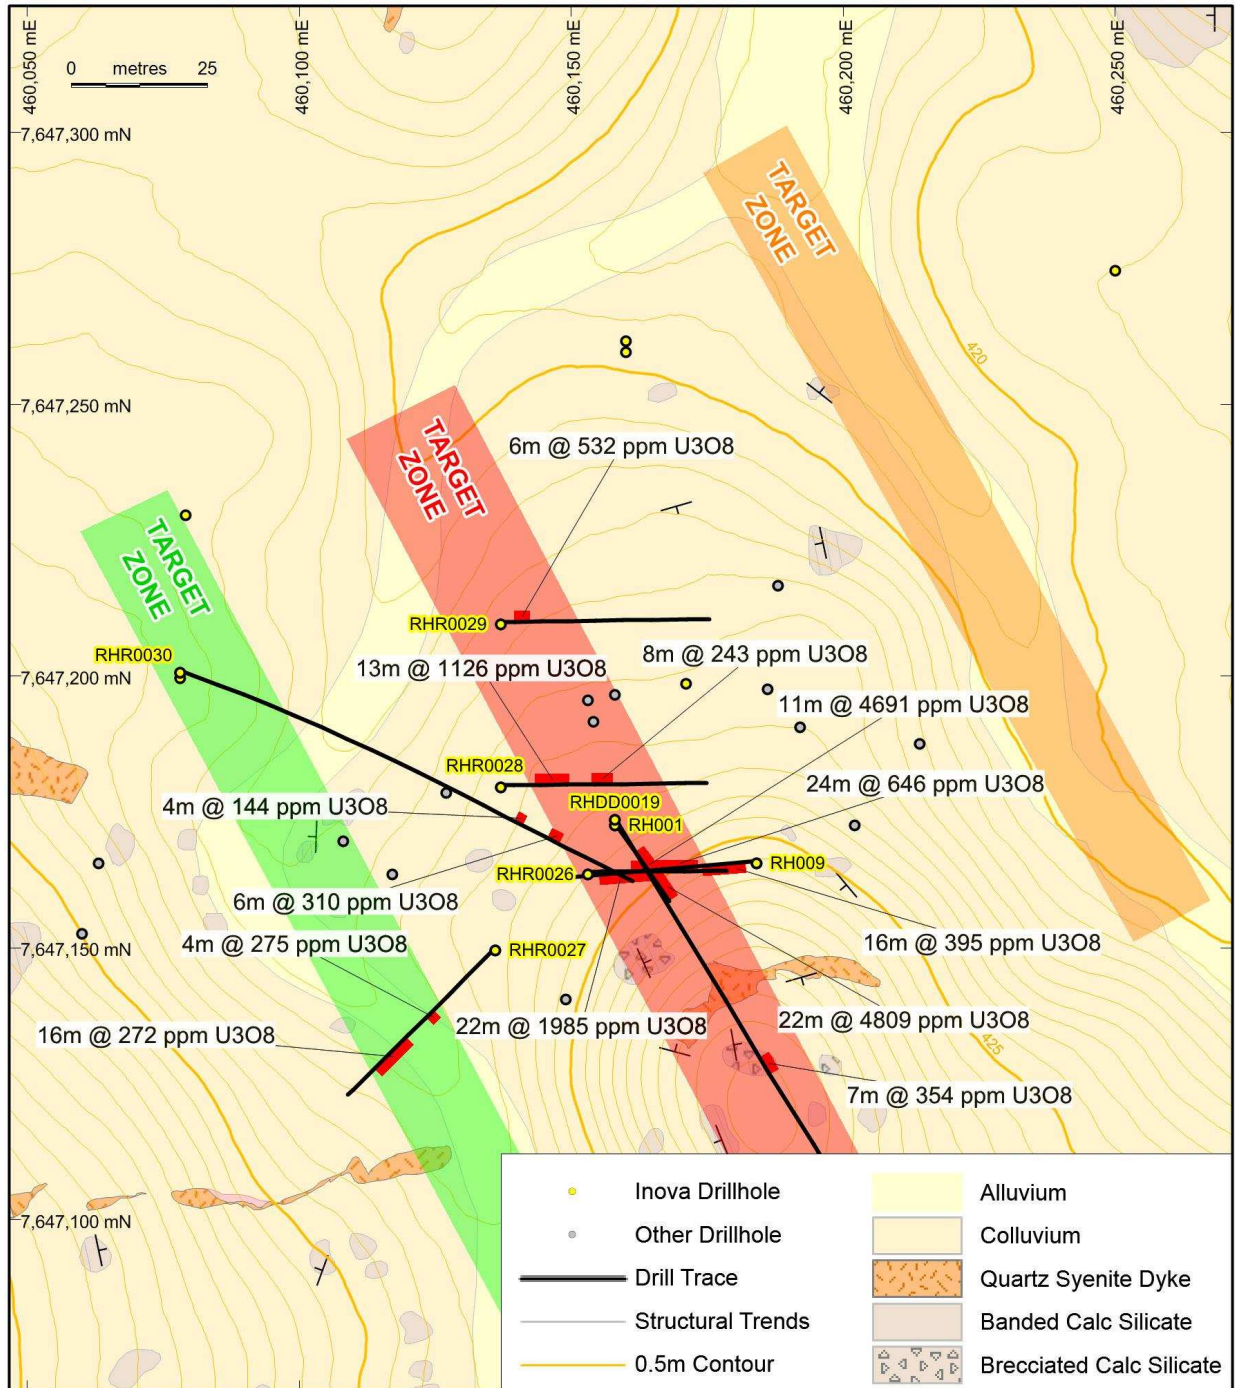 460,050 mE
460,100 mE
460,150 mE
460,200 mE
460,250 mE
0 metres 25
7,647,300 mN
TARGET
ZONE
420
7,647,250 mN
TARGET
ZONE
6m @ 532 ppm U3O8
TARGET
ZONE
RHR0029
RHR0030
13m @ 1126 ppm U3O8
8m @ 243 ppm U3O8
7,647,200 mN
11m @ 4691 ppm U3O8
RHR0028
24m @ 646 ppm U3O8
4m @ 144 ppm U3O8
RHDD0019
RH001
RHR0026
RH009
6m @ 310 ppm U3O8
4m @ 275 ppm U3O8
16m @ 395 ppm U3O8
7,647,150 mN
RHR0027
22m @ 4809 ppm U3O8
22m @ 1985 ppm U3O8
16m @ 272 ppm U3O8
425
7m @ 354 ppm U3O8
7,647,100 mN
Inova Drillhole
Other Drillhole
Drill Trace
Structural Trends
0.5m Contour
Alluvium
Colluvium
Quartz Syenite Dyke
Banded Calc Silicate
Brecciated Calc Silicate